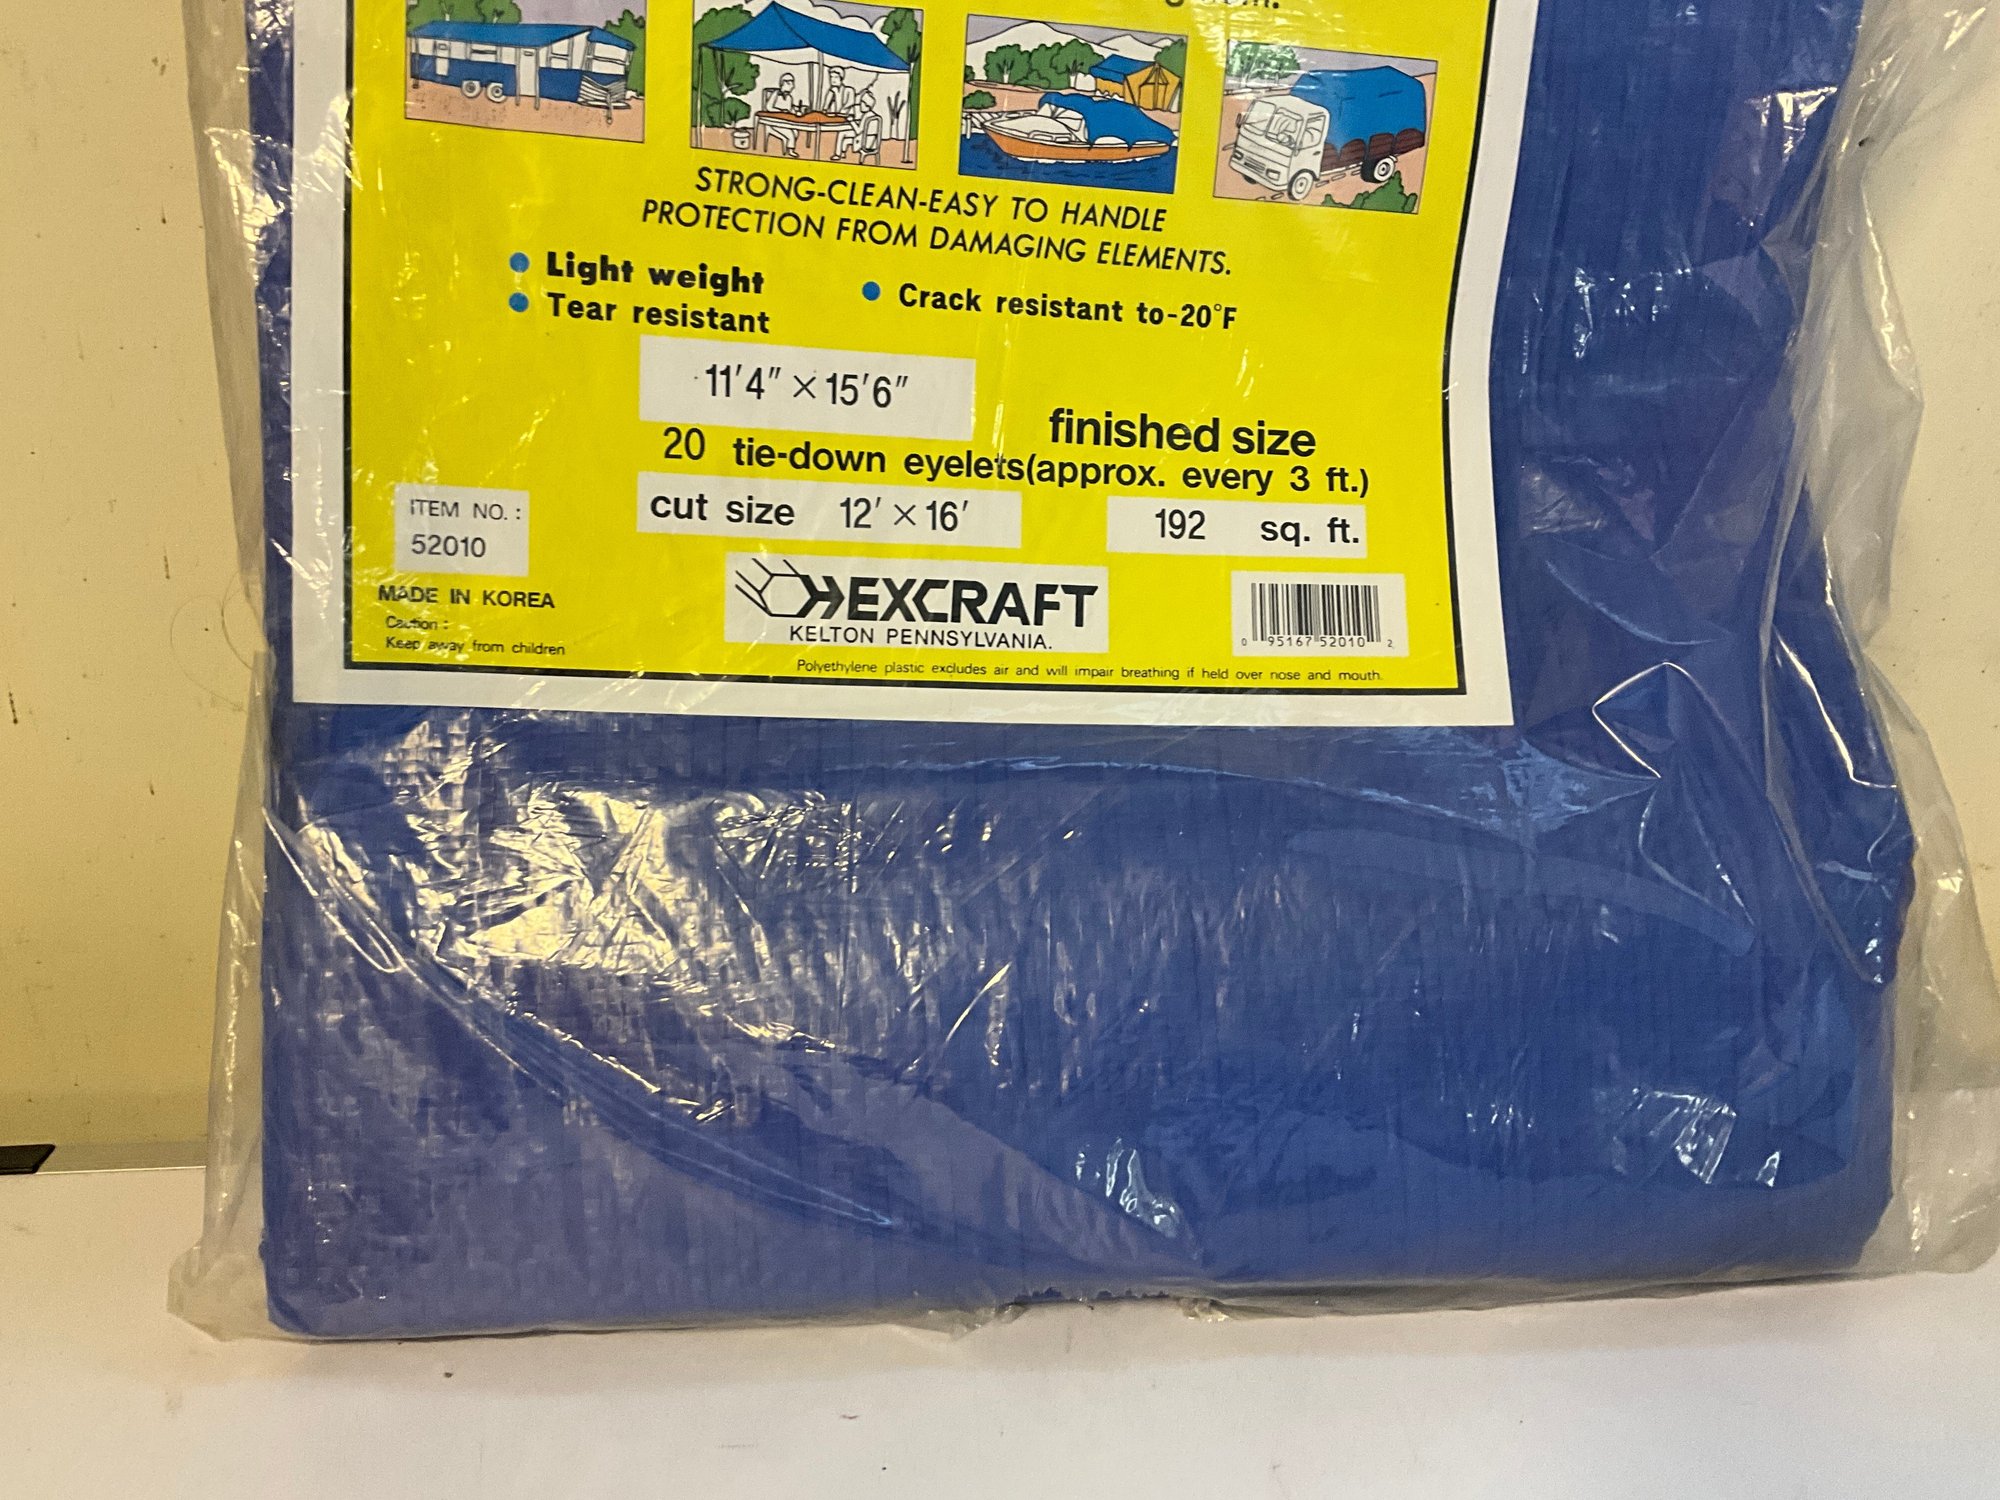 STRONG-CLEAN-EASY TO HANDLE
PROTECTION FROM DAMAGING ELEMENTS.
Light weight
Tear resistant
Crack resistant to-20°F
11'4" × 15'6"
finished size
20 tie-down eyelets(approx. every 3 ft.)
cut size 12' × 16'
192 sq. ft.
ITEM NO. :
52010
MADE IN KOREA
Caution :
Keep away from children
HEXCRAFT
KELTON PENNSYLVANIA.
0 95167 52010 2
Polyethylene plastic excludes air and will impair breathing if held over nose and mouth.